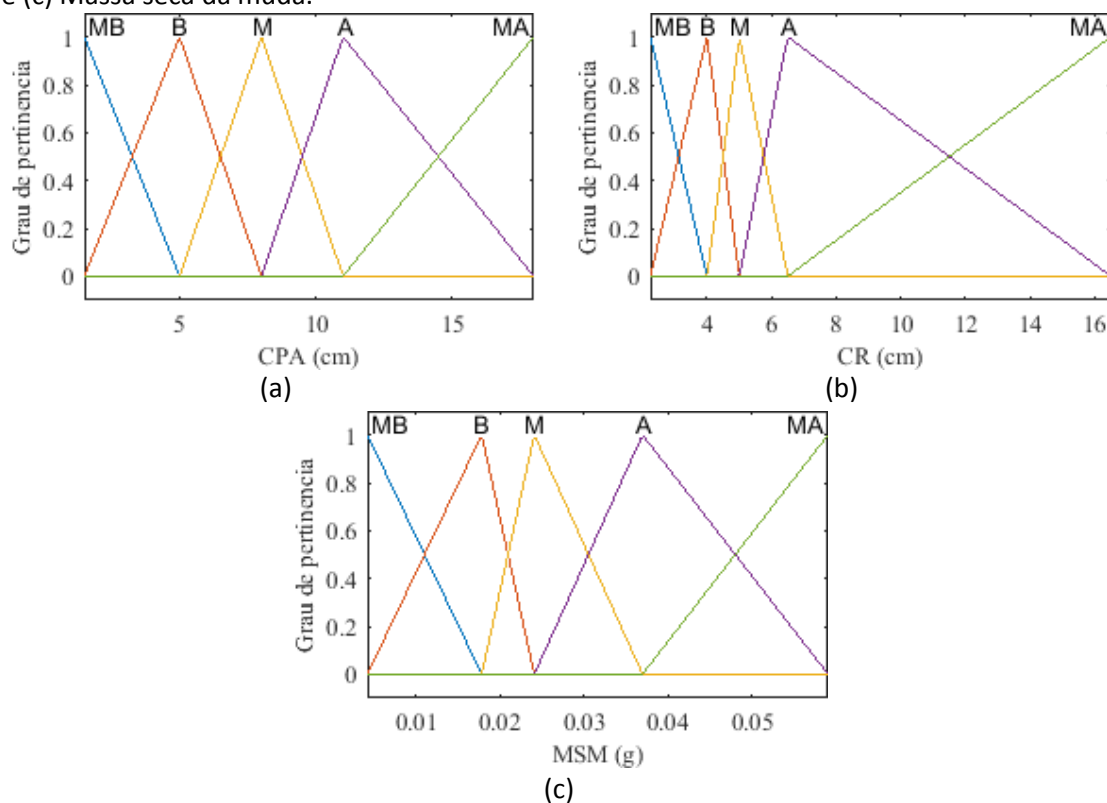 e (c) Massa seca da muda.
MB B M A MA
1
0.8
0.6
0.4
0.2
0
Grau de pertinencia
5 10 15
CPA (cm)
(a)
MB B M A MA
1
0.8
0.6
0.4
0.2
0
Grau de pertinencia
4 6 8 10 12 14 16
CR (cm)
(b)
MB B M A MA
1
0.8
0.6
0.4
0.2
0
Grau de pertinencia
0.01 0.02 0.03 0.04 0.05
MSM (g)
(c)